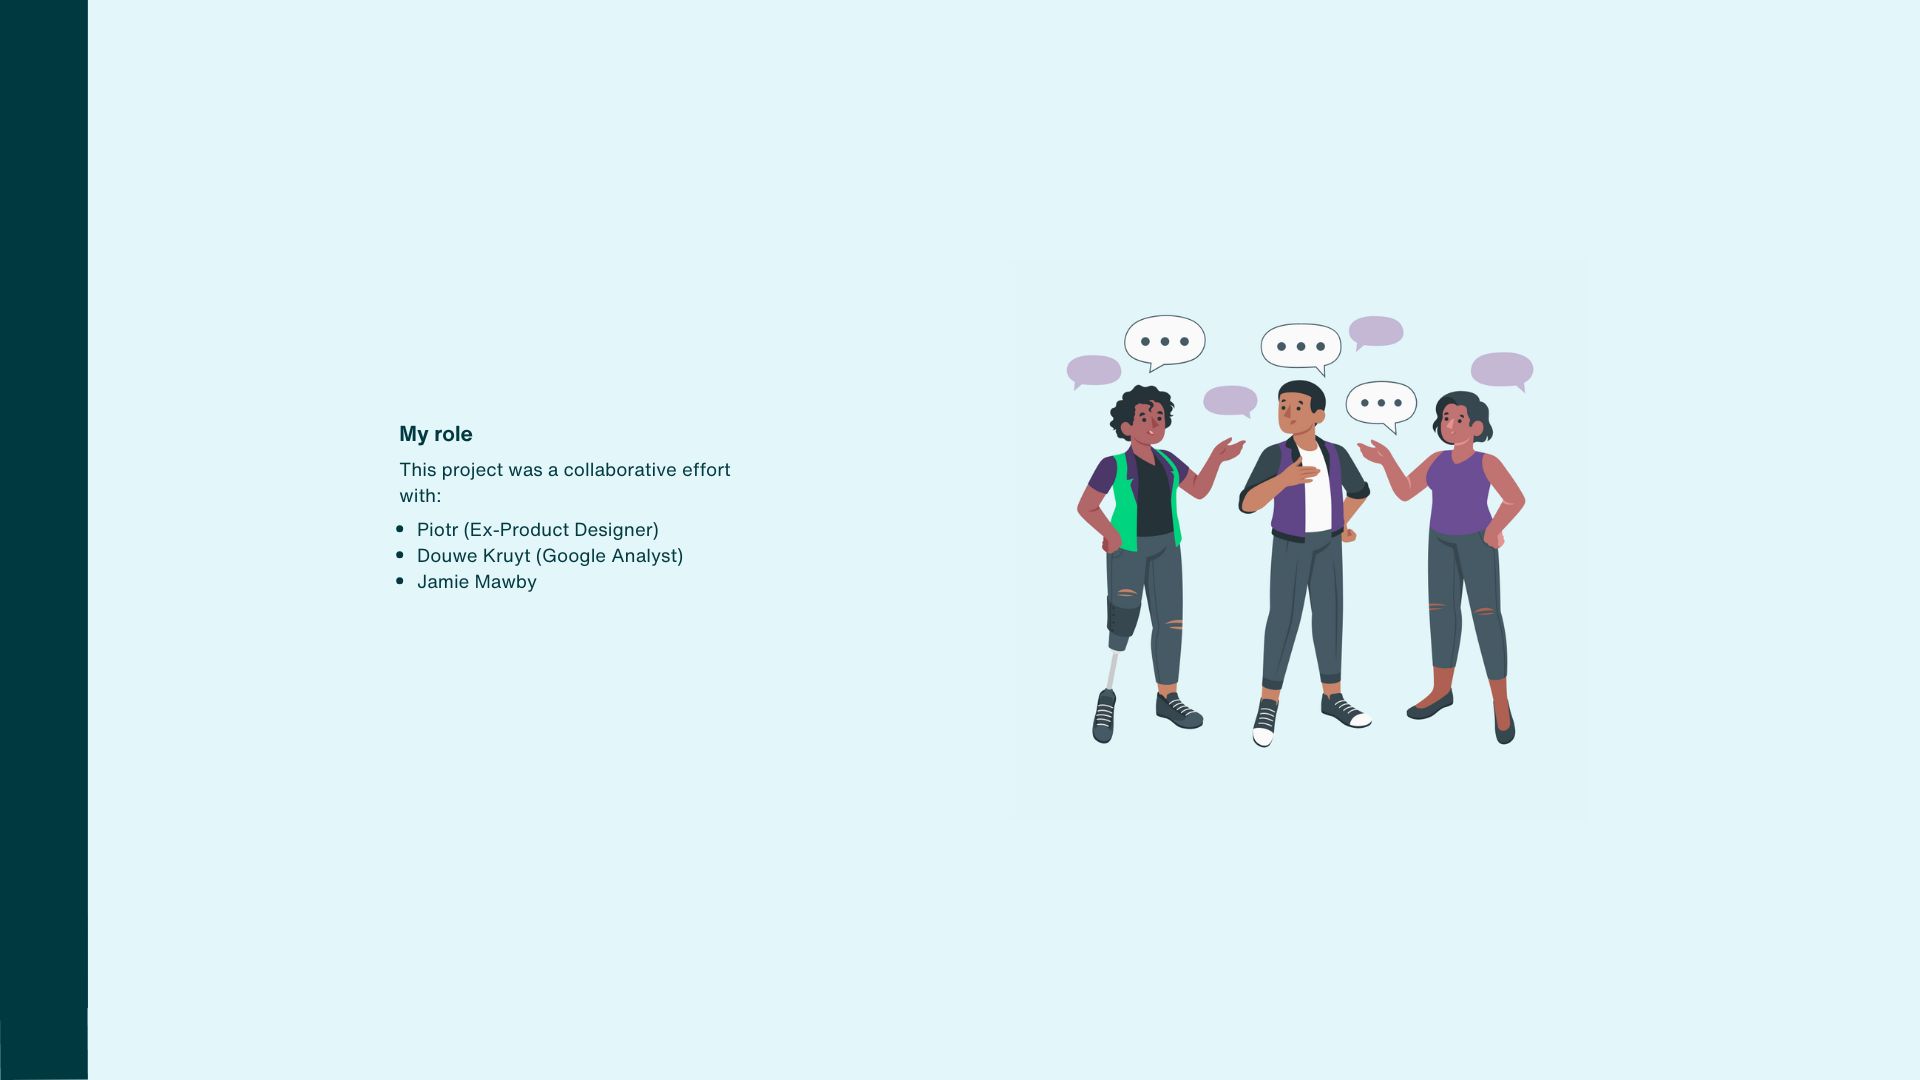 My role
This project was a collaborative effort
with:
• Piotr (Ex-Product Designer)
• Douwe Kruyt (Google Analyst)
• Jamie Mawby